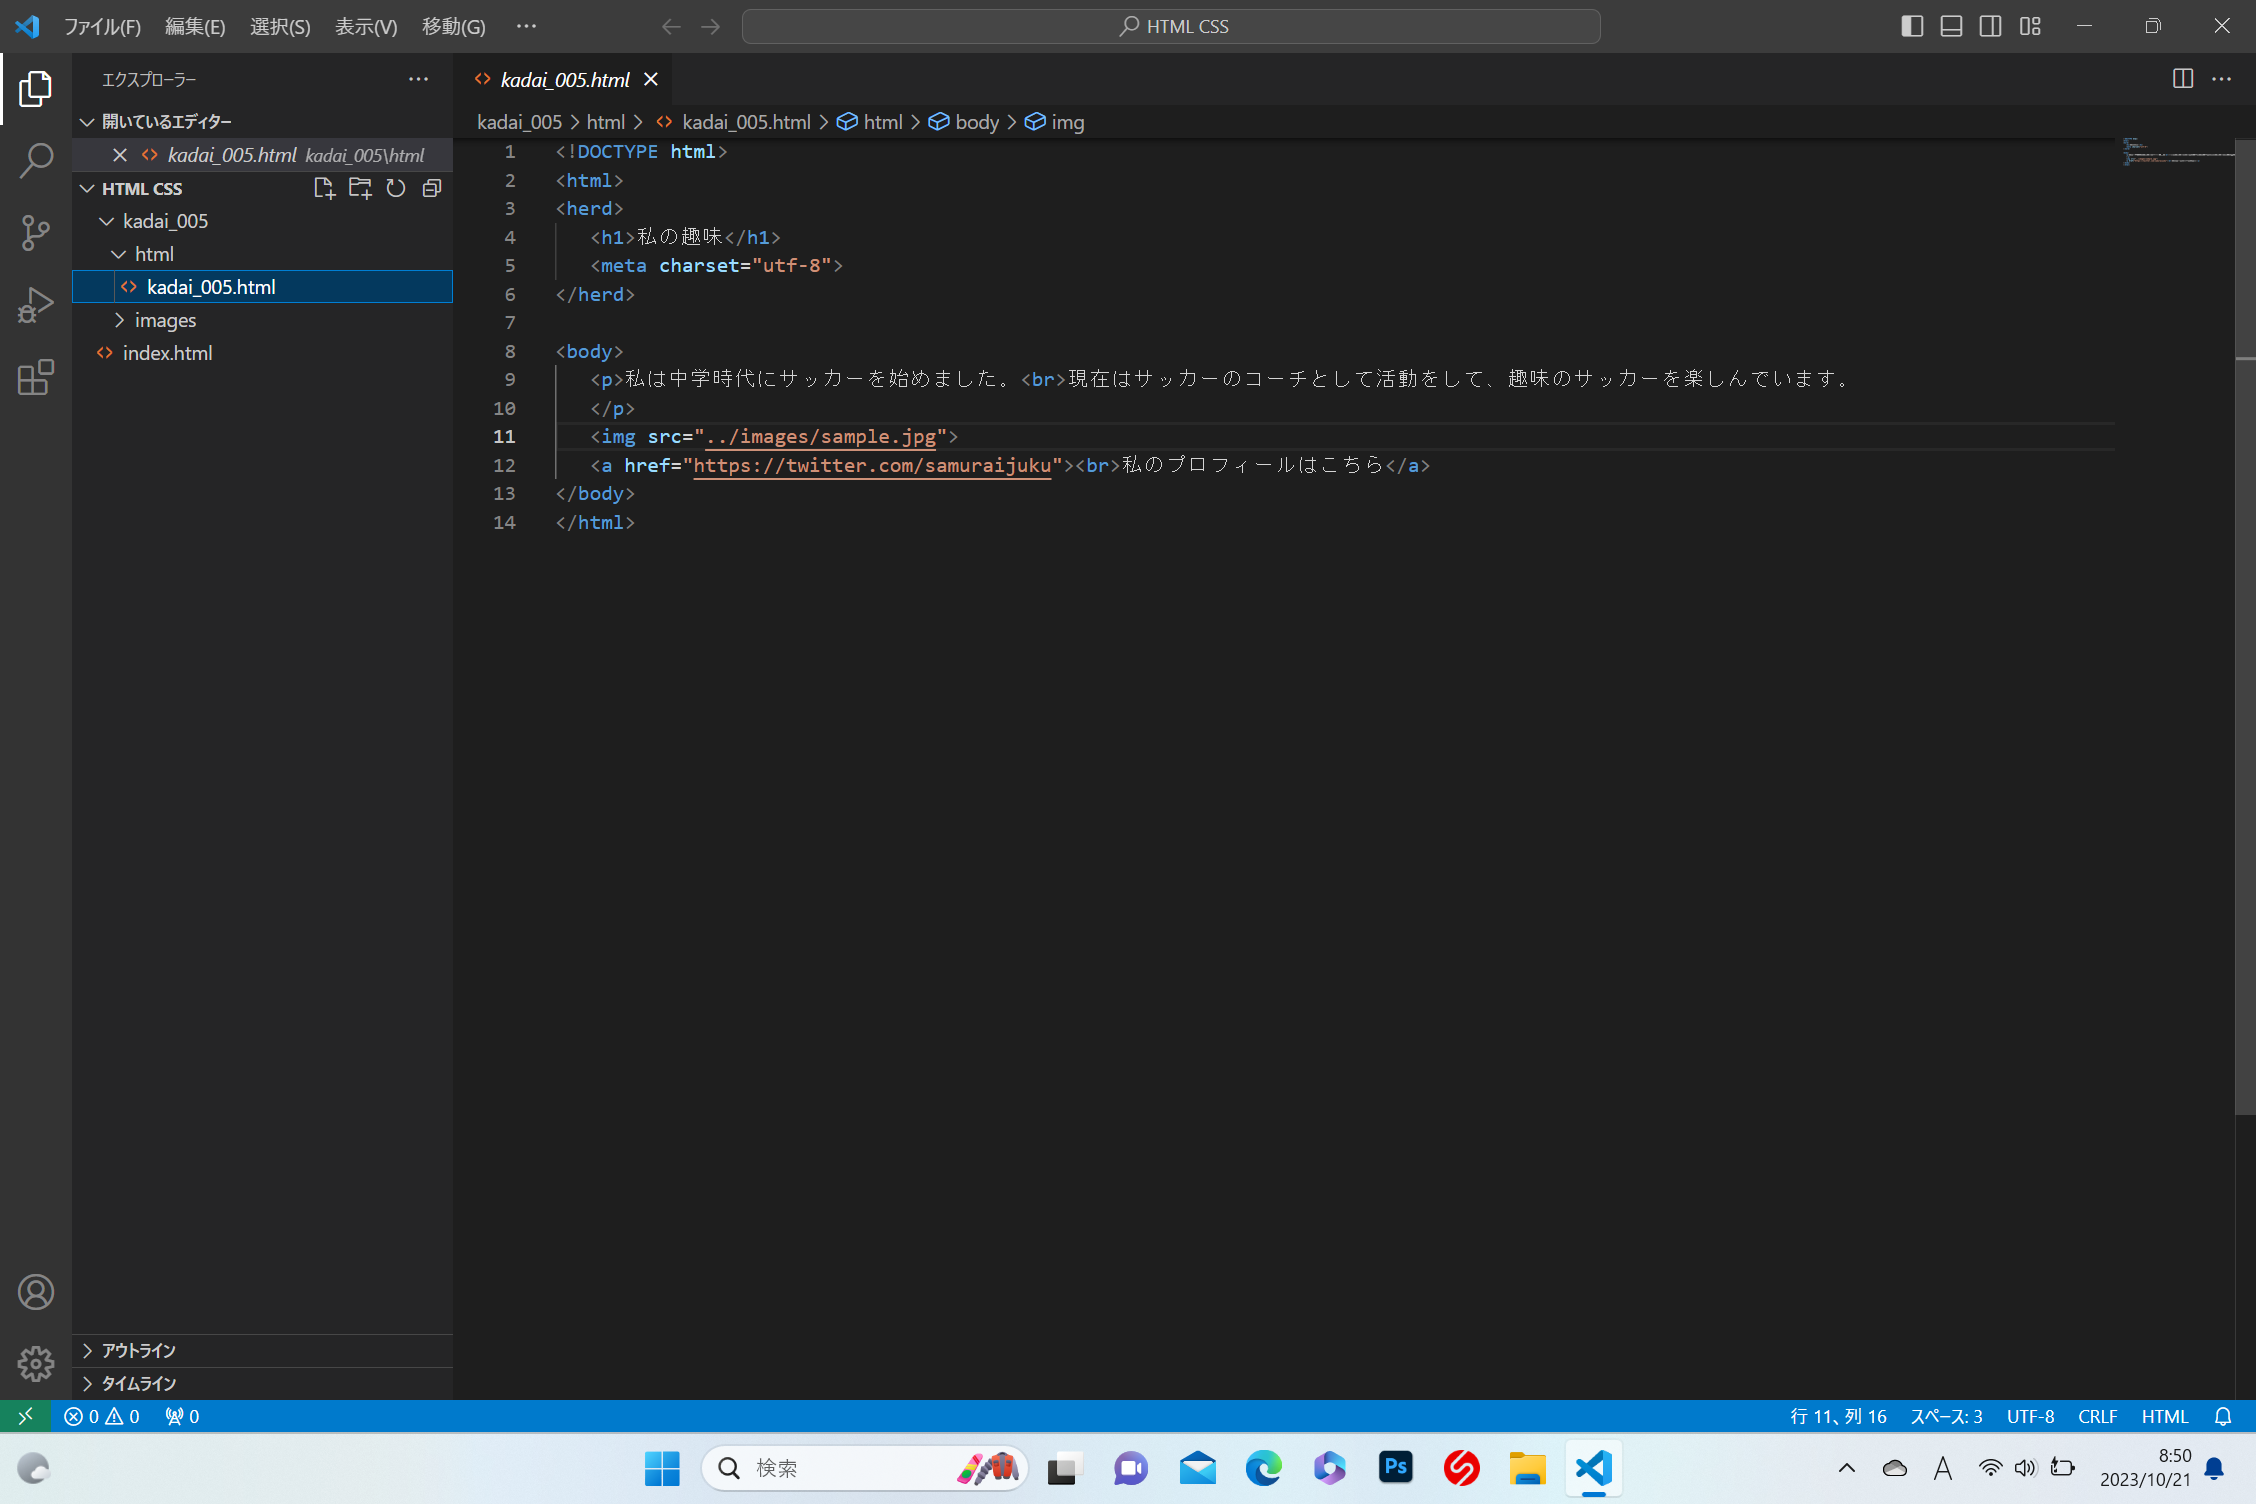 ファイル(F) 編集(E) 選択(S) 表示(V) 移動(G) ··· HTML CSS
エクスプローラー ···
開いているエディター
kadai_005.html kadai_005\html
HTML CSS
kadai_005
html
kadai_005.html
images
index.html
アウトライン
タイムライン
kadai_005.html
kadai_005 > html > kadai_005.html > html > body > img
1 <!DOCTYPE html>
2 <html>
3 <herd>
4 <h1>私の趣味</h1>
5 <meta charset="utf-8">
6 </herd>
7
8 <body>
9 <p>私は中学時代にサッカーを始めました。<br>現在はサッカーのコーチとして活動をして、趣味のサッカーを楽しんでいます。
10 </p>
11 <img src="../images/sample.jpg">
12 <a href="https://twitter.com/samuraijuku"><br>私のプロフィールはこちら</a>
13 </body>
14 </html>
0 0 0 行 11、列 16 スペース: 3 UTF-8 CRLF HTML
検索 Ps A 8:50
2023/10/21